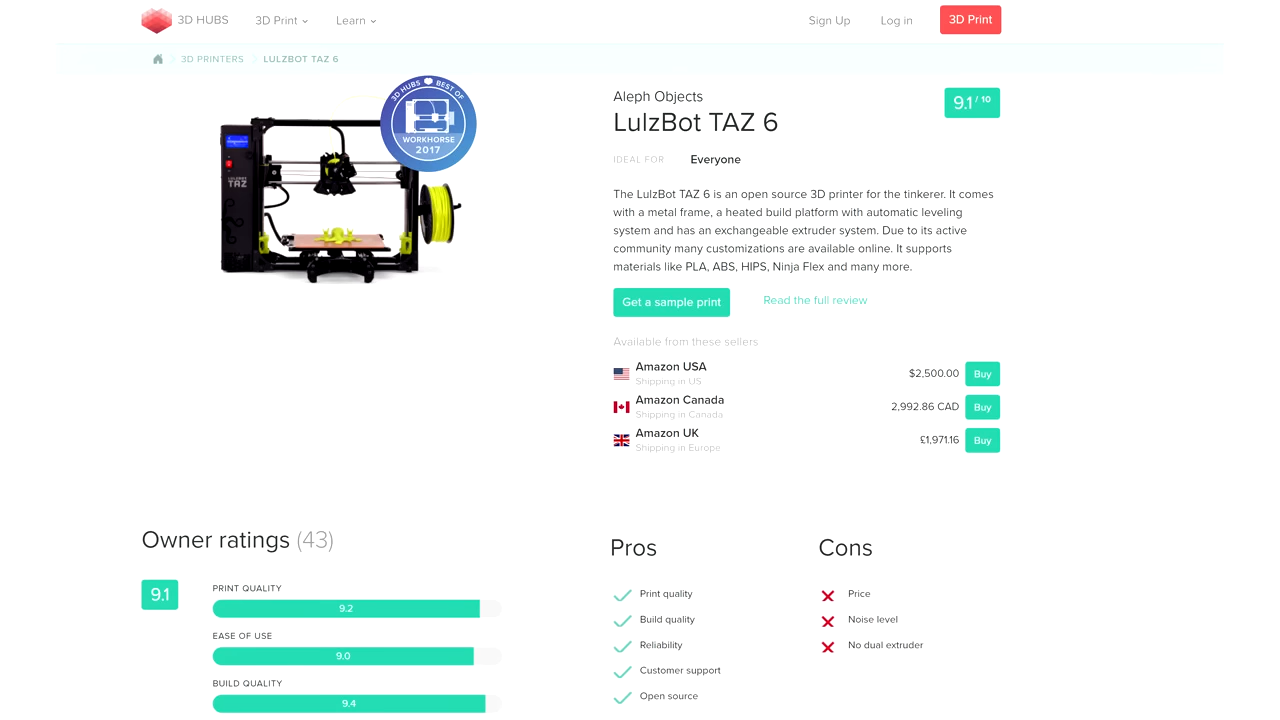 3D HUBS
3D Print
Learn
Sign Up
Log in
3D Print
3D PRINTERS
LULZBOT TAZ 6
3D HUBS BEST OF
WORKHORSE
2017
LULZBOT
TAZ
Aleph Objects
9.1 / 10
LulzBot TAZ 6
IDEAL FOR Everyone
The LulzBot TAZ 6 is an open source 3D printer for the tinkerer. It comes
with a metal frame, a heated build platform with automatic leveling
system and has an exchangeable extruder system. Due to its active
community many customizations are available online. It supports
materials like PLA, ABS, HIPS, Ninja Flex and many more.
Get a sample print
Read the full review
Available from these sellers
Amazon USA
Shipping in US
$2,500.00
Buy
Amazon Canada
Shipping in Canada
2,992.86 CAD
Buy
Amazon UK
Shipping in Europe
£1,971.16
Buy
Owner ratings (43)
9.1
PRINT QUALITY
9.2
EASE OF USE
9.0
BUILD QUALITY
9.4
Pros
Print quality
Build quality
Reliability
Customer support
Open source
Cons
Price
Noise level
No dual extruder